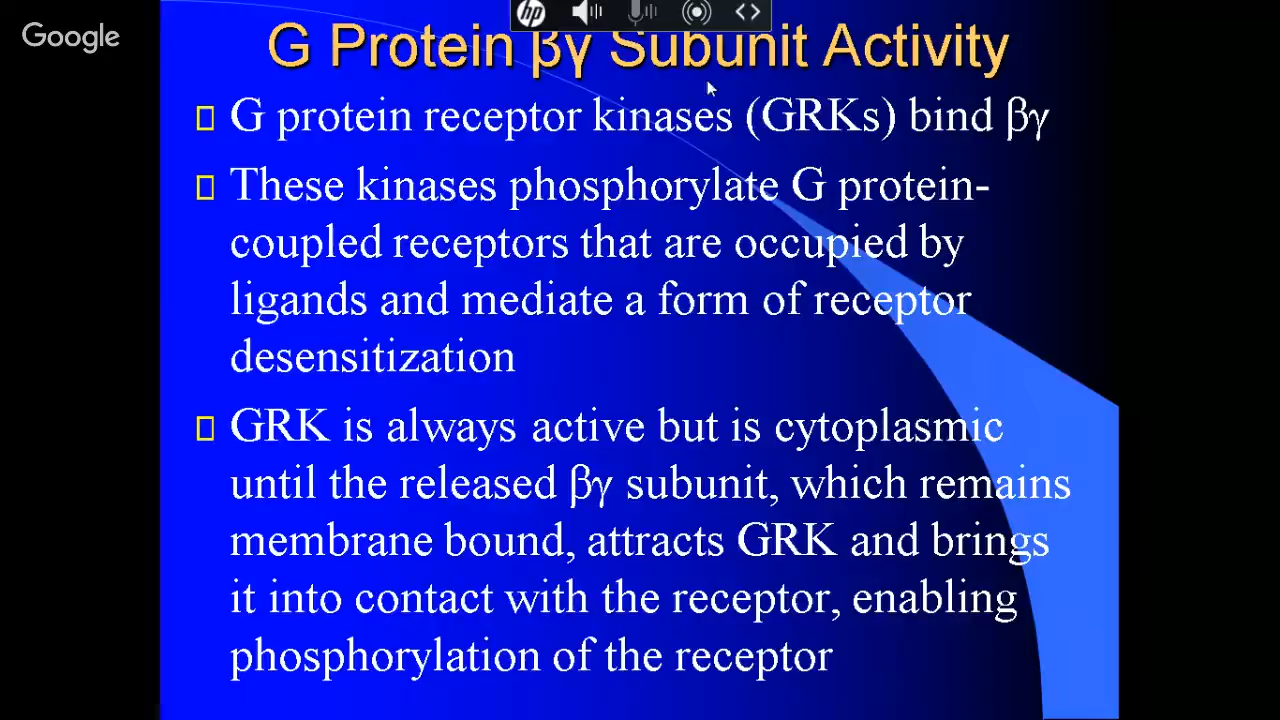 hp
Google
G Protein βγ Subunit Activity
G protein receptor kinases (GRKs) bind βγ
These kinases phosphorylate G protein-
coupled receptors that are occupied by
ligands and mediate a form of receptor
desensitization
GRK is always active but is cytoplasmic
until the released βγ subunit, which remains
membrane bound, attracts GRK and brings
it into contact with the receptor, enabling
phosphorylation of the receptor